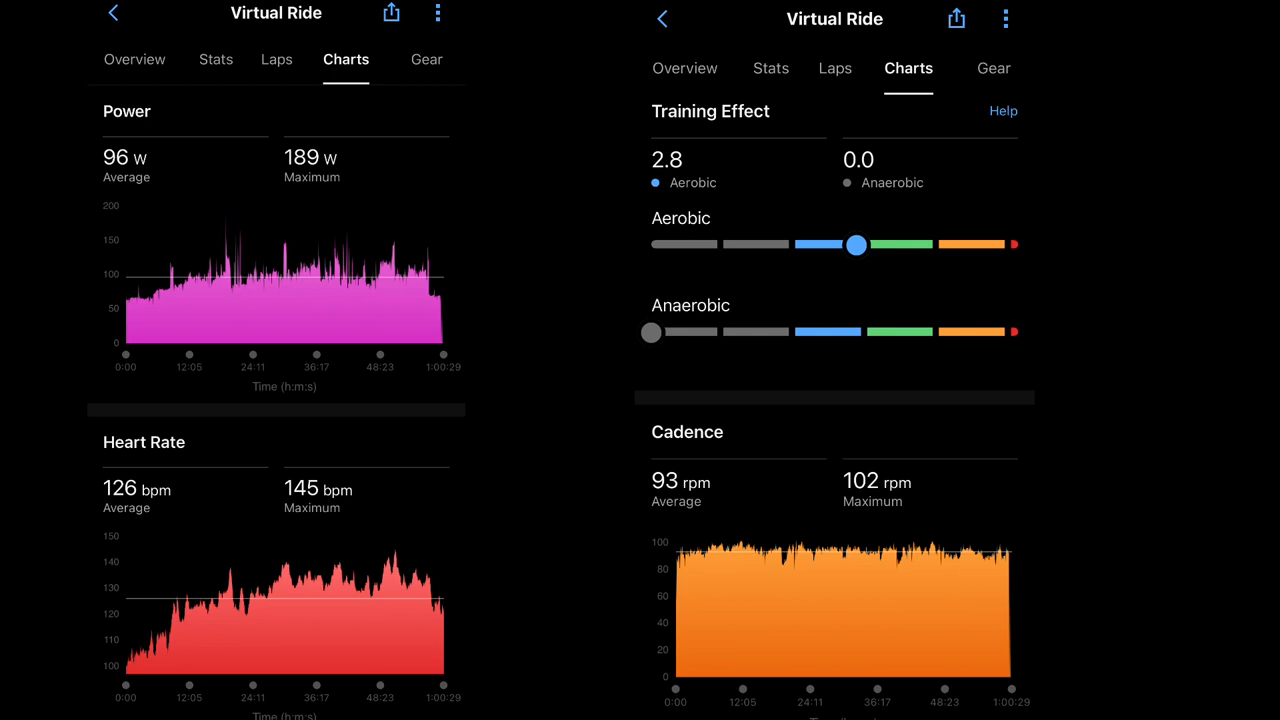 Virtual Ride
Overview Stats Laps Charts Gear
Power
96 W 189 W
Average Maximum
200
150
100
50
0
0:00 12:05 24:11 36:17 48:23 1:00:29
Time (h:m:s)
Heart Rate
126 bpm 145 bpm
Average Maximum
150
140
130
120
110
100
0:00 12:05 24:11 36:17 48:23 1:00:29
Time (h:m:s)
Virtual Ride
Overview Stats Laps Charts Gear
Training Effect Help
2.8 0.0
Aerobic Anaerobic
Aerobic
Anaerobic
Cadence
93 rpm 102 rpm
Average Maximum
100
80
60
40
20
0
0:00 12:05 24:11 36:17 48:23 1:00:29